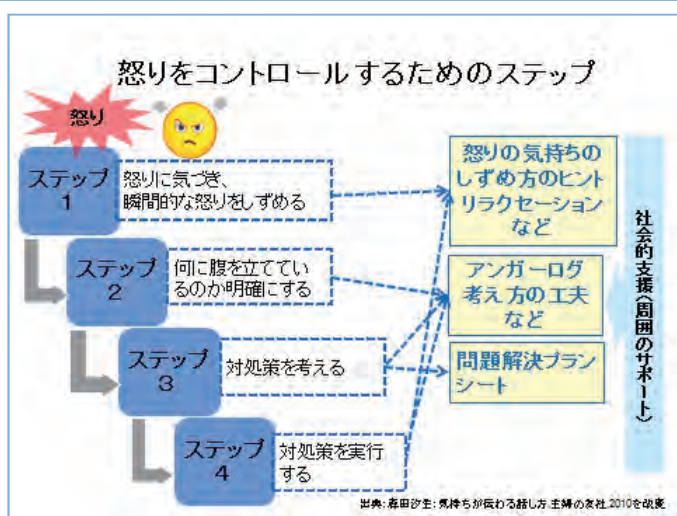 怒りをコントロールするためのステップ
怒り
ステップ
1
怒りに気づき、
瞬間的な怒りをしずめる
ステップ
2
何に腹を立ててい
るのか明確にする
ステップ
3
対処策を考える
ステップ
4
対処策を実行
する
怒りの気持ちの
しずめ方のヒント
リラクセーション
など
アンガーログ
考え方の工夫
など
問題解決プラン
シート
社会的支援(周囲のサポート)
出典:森田汐生:気持ちが伝わる話し方.主婦の友社.2010を改変